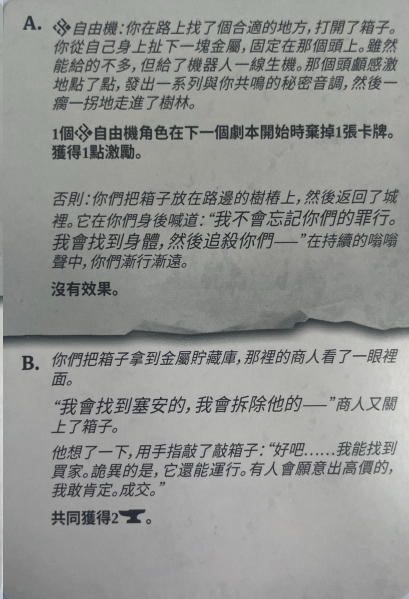 A. 自由機：你在路上找了個合適的地方，打開了箱子。
你從自己身上扯下一塊金屬，固定在那個頭上。雖然
能給的不多，但給了機器人一線生機。那個頭顱感激
地點了點，發出一系列與你共鳴的秘密音調，然後一
瘸一拐地走進了樹林。
1個自由機角色在下一個劇本開始時棄掉1張卡牌。
獲得1點激勵。
否則：你們把箱子放在路邊的樹樁上，然後返回了城
裡。它在你們身後喊道：“我不會忘記你們的罪行。
我會找到身體，然後追殺你們——”在持續的嗡嗡
聲中，你們漸行漸遠。
沒有效果。
B. 你們把箱子拿到金屬貯藏庫，那裡的商人看了一眼裡
面。
“我會找到塞安的，我會拆除他的——”商人又關
上了箱子。
他想了一下，用手指敲了敲箱子：“好吧……我能找到
買家。詭異的是，它還能運行。有人會願意出高價的，
我敢肯定。成交。”
共同獲得2。